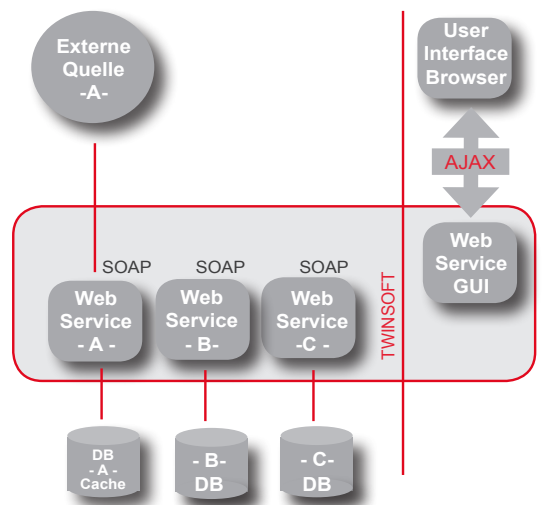 Externe
Quelle
-A-
User
Interface
Browser
AJAX
SOAP
SOAP
SOAP
Web
Service
- A -
Web
Service
- B-
Web
Service
-C -
TWINSOFT
Web
Service
GUI
DB
- A -
Cache
- B-
DB
- C-
DB